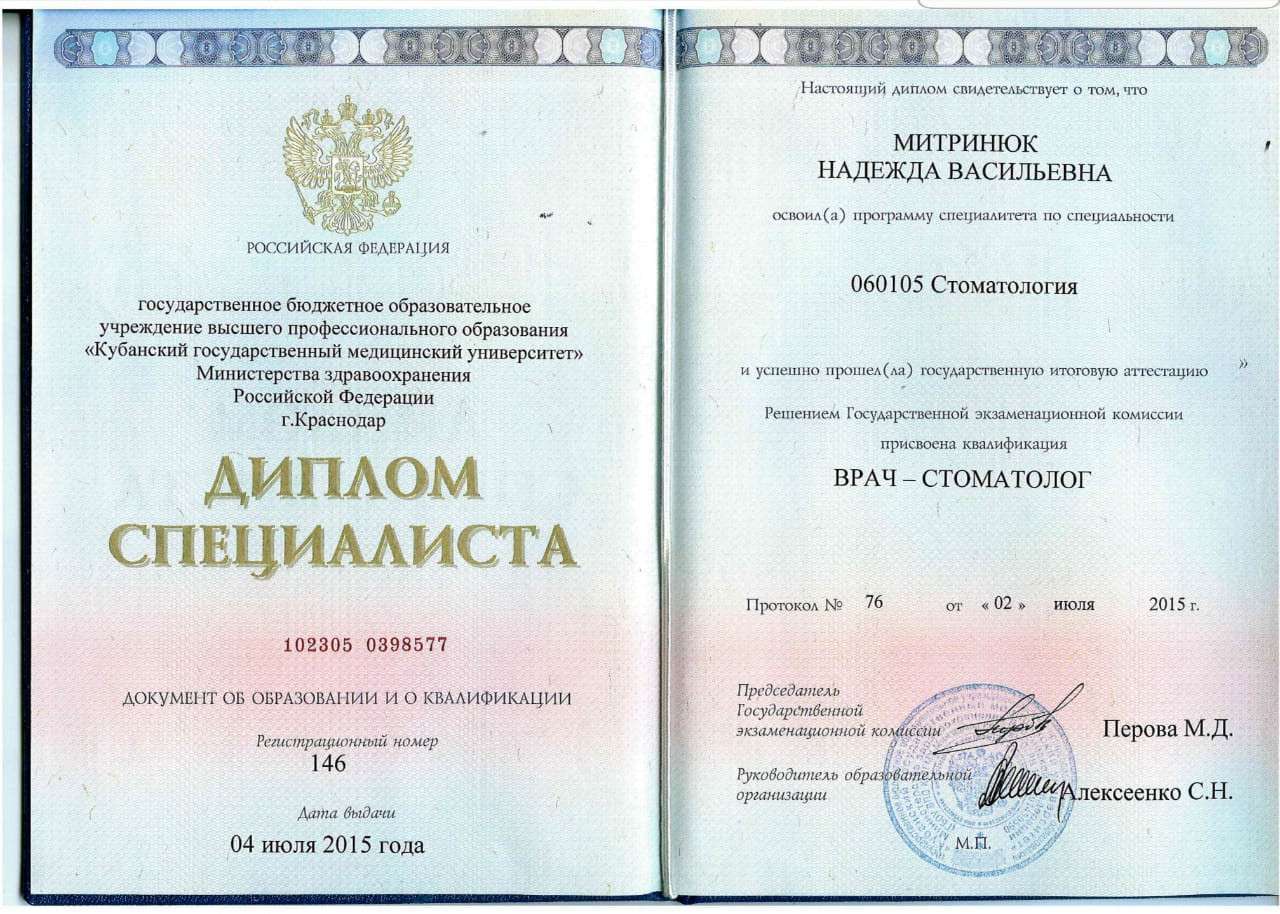 РОССИЙСКАЯ ФЕДЕРАЦИЯ
государственное бюджетное образовательное
учреждение высшего профессионального образования
«Кубанский государственный медицинский университет»
Министерства здравоохранения
Российской Федерации
г.Краснодар
ДИПЛОМ
СПЕЦИАЛИСТА
102305 0398577
ДОКУМЕНТ ОБ ОБРАЗОВАНИИ И О КВАЛИФИКАЦИИ
Регистрационный номер
146
Дата выдачи
04 июля 2015 года
Настоящий диплом свидетельствует о том, что
МИТРИНЮК
НАДЕЖДА ВАСИЛЬЕВНА
освоил(а) программу специалитета по специальности
060105 Стоматология
и успешно прошел(ла) государственную итоговую аттестацию
Решением Государственной экзаменационной комиссии
присвоена квалификация
ВРАЧ – СТОМАТОЛОГ
Протокол № 76 от « 02 » июля 2015 г.
Председатель
Государственной
экзаменационной комиссии Перова М.Д.
Руководитель образовательной
организации Алексеенко С.Н.
М.П.